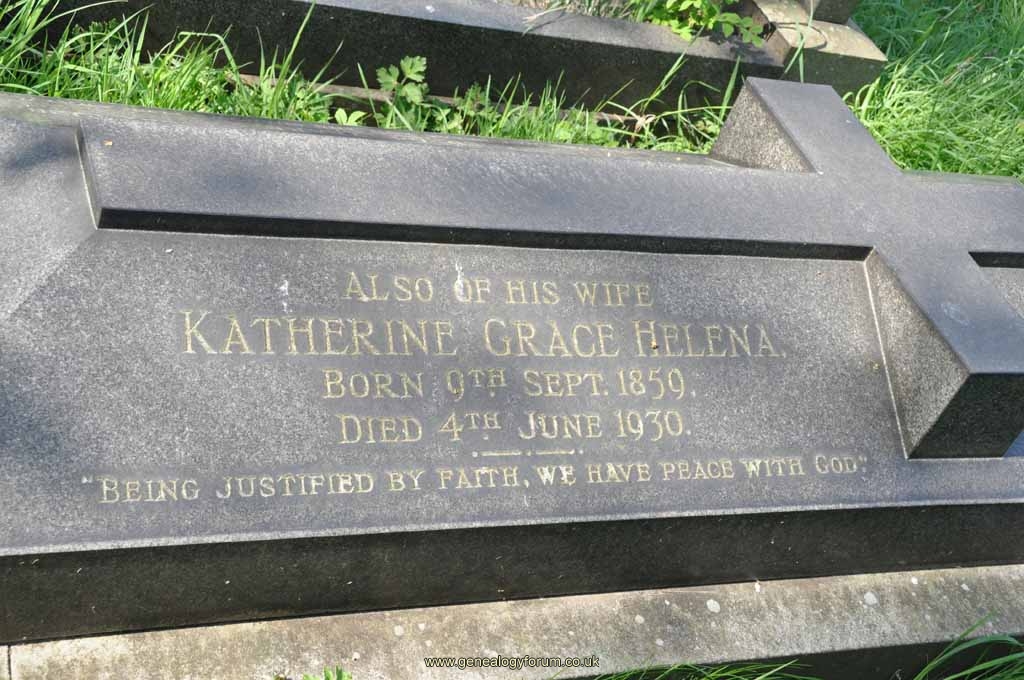 ALSO OF HIS WIFE
KATHERINE GRACE HELENA.
BORN 9TH SEPT. 1859.
DIED 4TH JUNE 1930.
"BEING JUSTIFIED BY FAITH, WE HAVE PEACE WITH GOD."
www.genealogyforum.co.uk